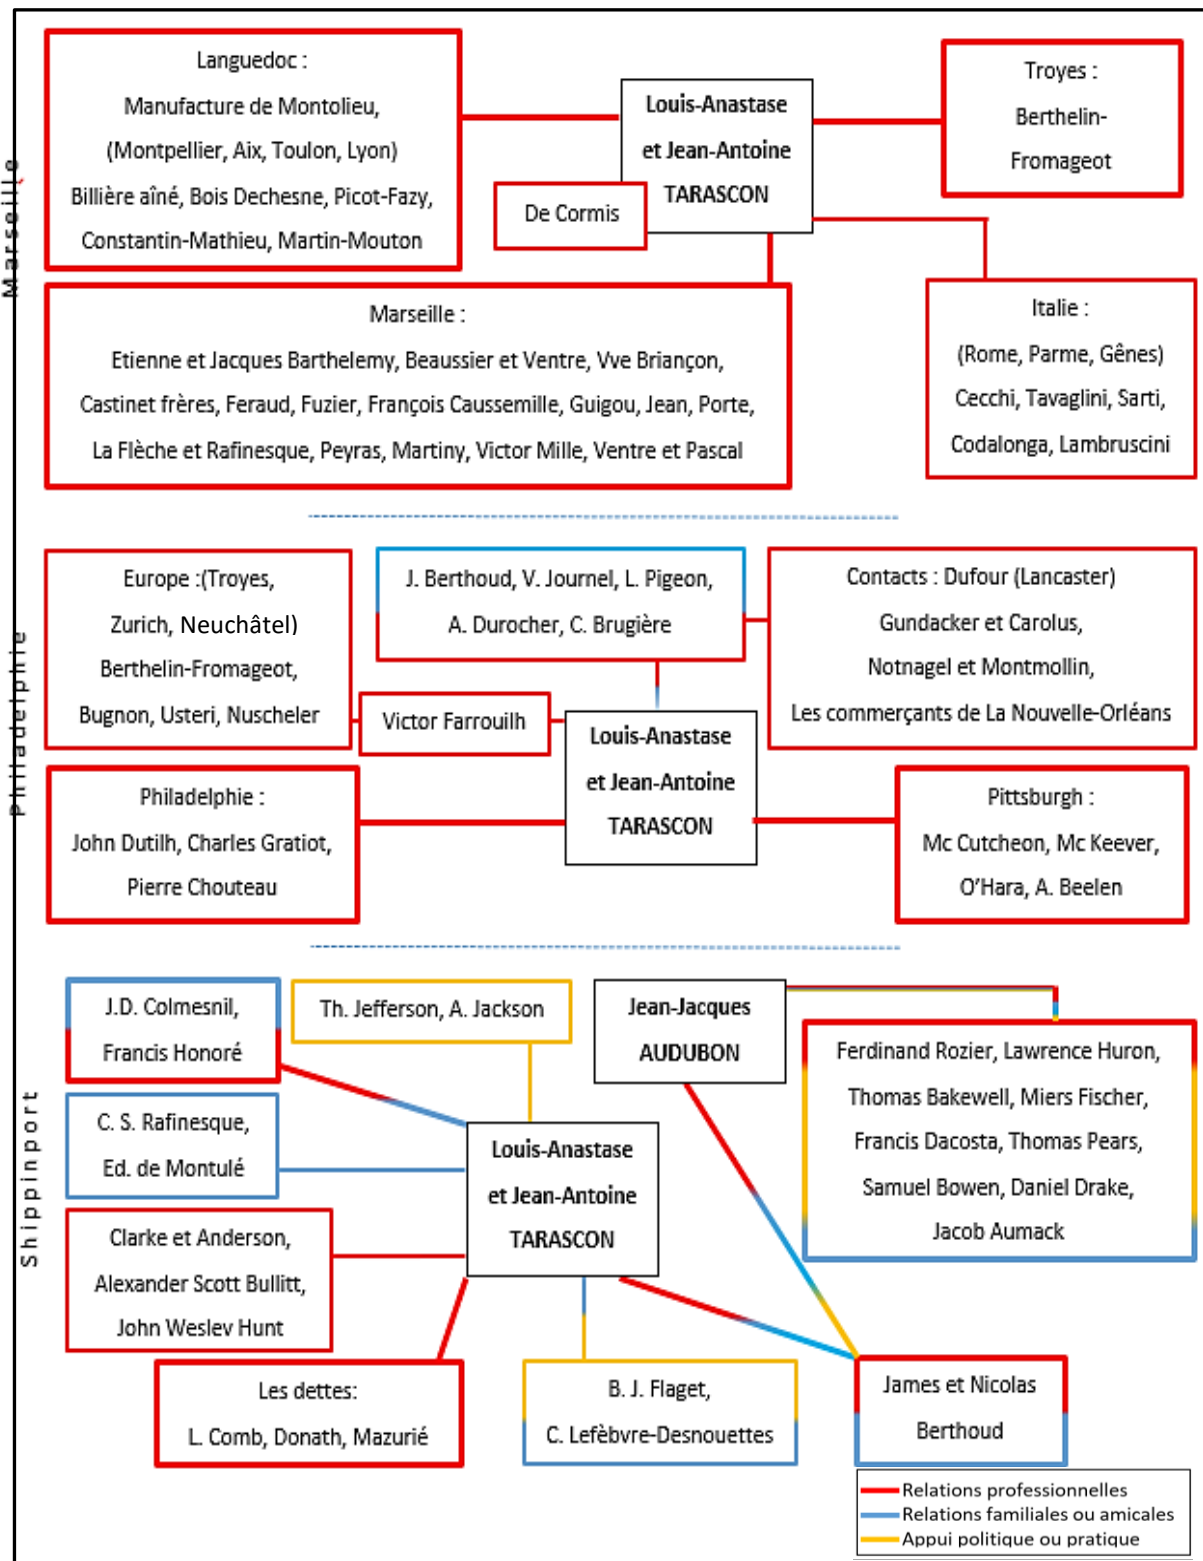 Marseille
Languedoc :
Manufacture de Montolieu,
(Montpellier, Aix, Toulon, Lyon)
Billière aîné, Bois Dechesne, Picot-Fazy,
Constantin-Mathieu, Martin-Mouton
Louis-Anastase
et Jean-Antoine
TARASCON
De Cormis
Troyes :
Berthelin-
Fromageot
Marseille :
Etienne et Jacques Barthelemy, Beaussier et Ventre, Vve Briançon,
Castinet frères, Feraud, Fuzier, François Caussemille, Guigou, Jean, Porte,
La Flèche et Rafinesque, Peyras, Martiny, Victor Mille, Ventre et Pascal
Italie :
(Rome, Parme, Gênes)
Cecchi, Tavaglini, Sarti,
Codalonga, Lambruscini
Philadelphie
Europe :(Troyes,
Zurich, Neuchâtel)
Berthelin-Fromageot,
Bugnon, Usteri, Nuscheler
J. Berthoud, V. Journel, L. Pigeon,
A. Durocher, C. Brugière
Contacts : Dufour (Lancaster)
Gundacker et Carolus,
Notnagel et Montmollin,
Les commerçants de La Nouvelle-Orléans
Victor Farrouilh
Louis-Anastase
et Jean-Antoine
TARASCON
Philadelphie :
John Dutilh, Charles Gratiot,
Pierre Chouteau
Pittsburgh :
Mc Cutcheon, Mc Keever,
O'Hara, A. Beelen
Shippinport
J.D. Colmesnil,
Francis Honoré
Th. Jefferson, A. Jackson
Jean-Jacques
AUDUBON
Ferdinand Rozier, Lawrence Huron,
Thomas Bakewell, Miers Fischer,
Francis Dacosta, Thomas Pears,
Samuel Bowen, Daniel Drake,
Jacob Aumack
C. S. Rafinesque,
Ed. de Montulé
Louis-Anastase
et Jean-Antoine
TARASCON
Clarke et Anderson,
Alexander Scott Bullitt,
John Wesley Hunt
Les dettes:
L. Comb, Donath, Mazurié
B. J. Flaget,
C. Lefèbvre-Desnouettes
James et Nicolas
Berthoud
Relations professionnelles
Relations familiales ou amicales
Appui politique ou pratique